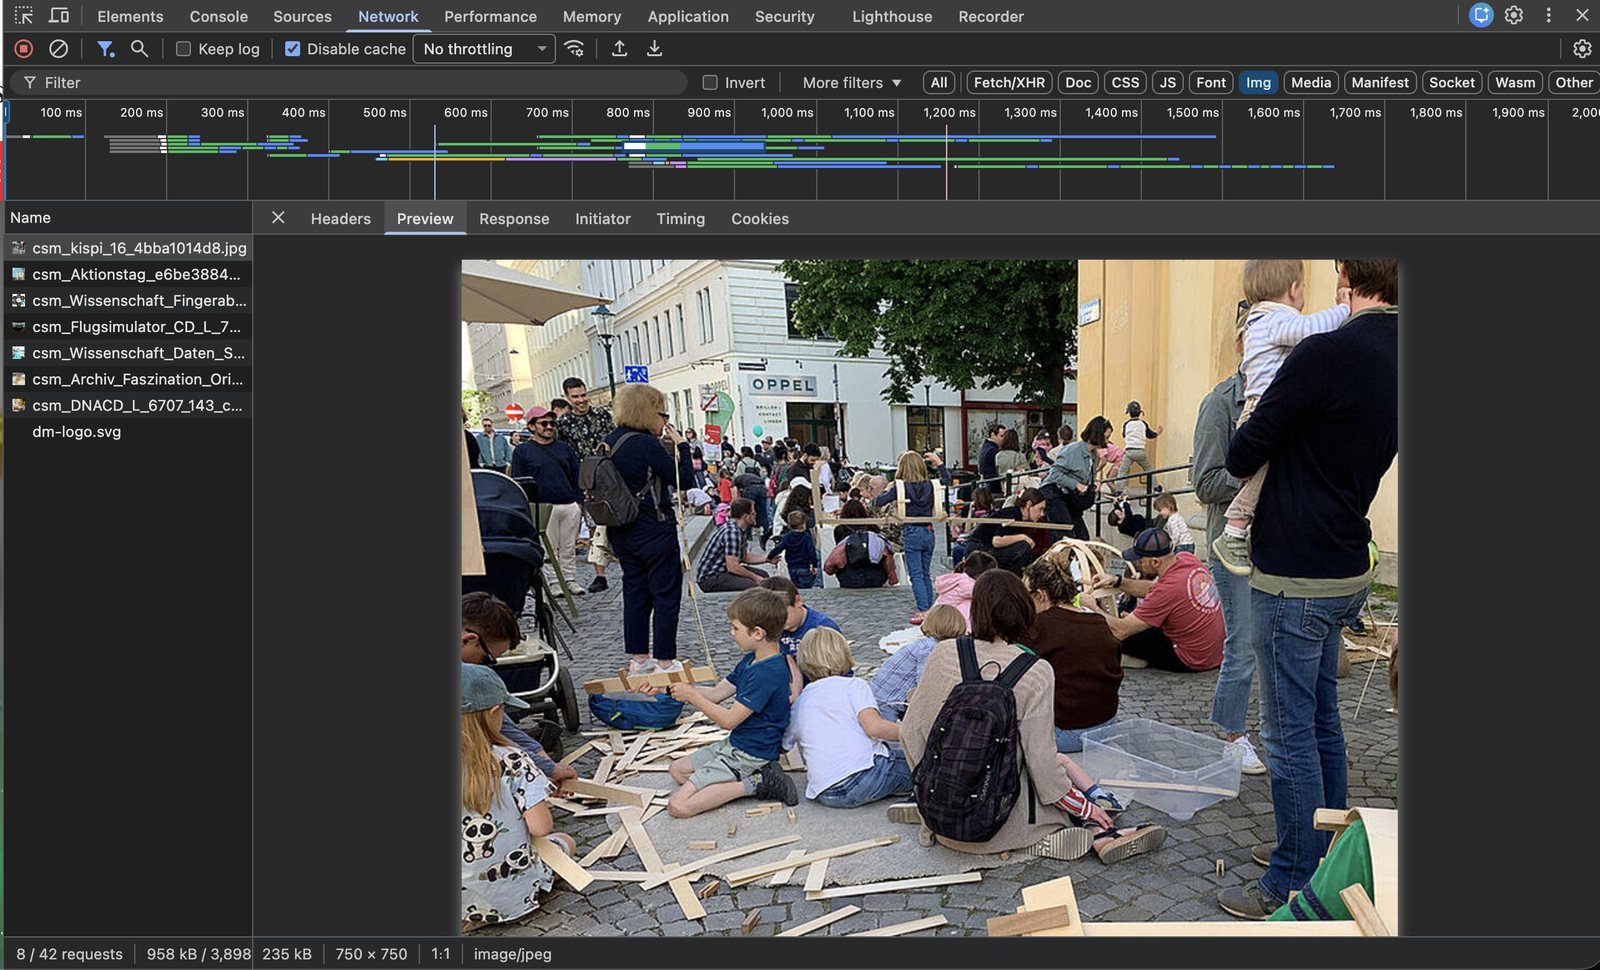 Elements Console Sources Network Performance Memory Application Security Lighthouse Recorder
Keep log Disable cache No throttling
Filter Invert More filters All Fetch/XHR Doc CSS JS Font Img Media Manifest Socket Wasm Other
100 ms 200 ms 300 ms 400 ms 500 ms 600 ms 700 ms 800 ms 900 ms 1,000 ms 1,100 ms 1,200 ms 1,300 ms 1,400 ms 1,500 ms 1,600 ms 1,700 ms 1,800 ms 1,900 ms 2,00
Name
Headers Preview Response Initiator Timing Cookies
csm_kispi_16_4bba1014d8.jpg
csm_Aktionstag_e6be3884...
csm_Wissenschaft_Fingerab...
csm_Flugsimulator_CD_L_7...
csm_Wissenschaft_Daten_S...
csm_Archiv_Faszination_Ori...
csm_DNACD_L_6707_143_c...
dm-logo.svg
OPPEL
BRILLEN
CONTACT
LINSEN
8 / 42 requests 958 kB / 3,898 235 kB 750 × 750 1:1 image/jpeg